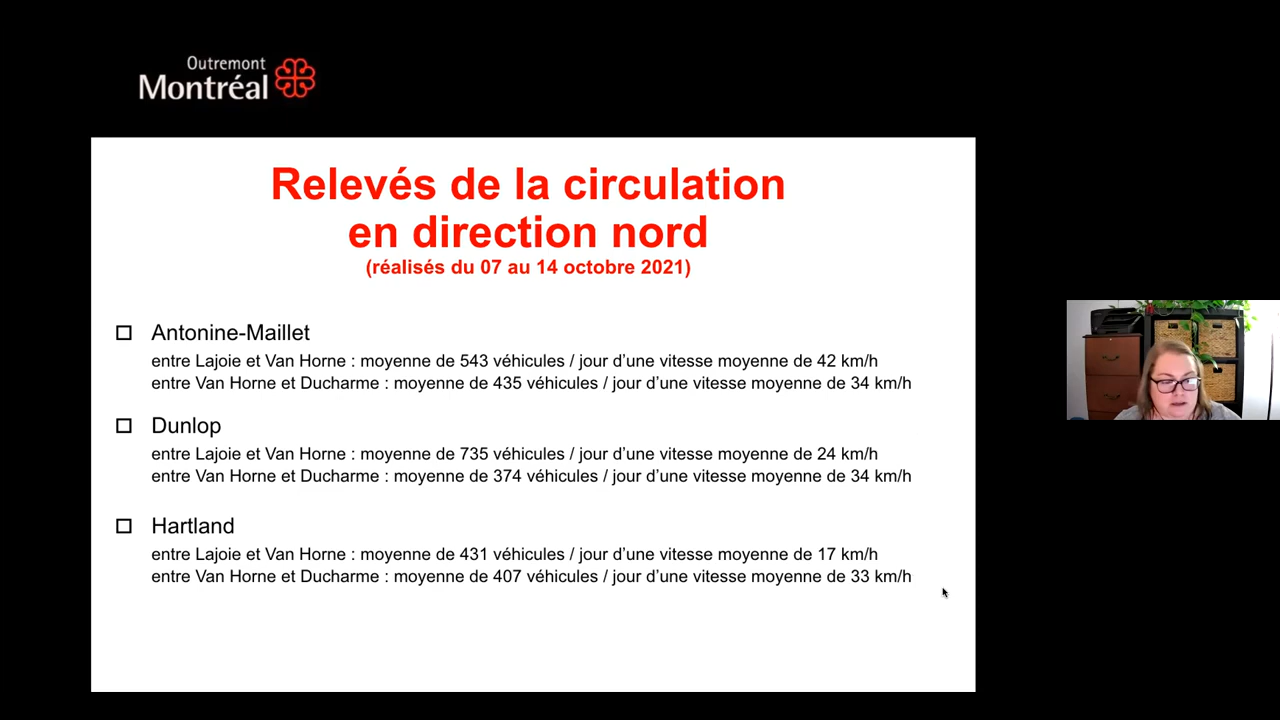 Outremont
Montréal
Relevés de la circulation
en direction nord
(réalisés du 07 au 14 octobre 2021)
Antonine-Maillet
entre Lajoie et Van Horne : moyenne de 543 véhicules / jour d’une vitesse moyenne de 42 km/h
entre Van Horne et Ducharme : moyenne de 435 véhicules / jour d’une vitesse moyenne de 34 km/h
Dunlop
entre Lajoie et Van Horne : moyenne de 735 véhicules / jour d’une vitesse moyenne de 24 km/h
entre Van Horne et Ducharme : moyenne de 374 véhicules / jour d’une vitesse moyenne de 34 km/h
Hartland
entre Lajoie et Van Horne : moyenne de 431 véhicules / jour d’une vitesse moyenne de 17 km/h
entre Van Horne et Ducharme : moyenne de 407 véhicules / jour d’une vitesse moyenne de 33 km/h